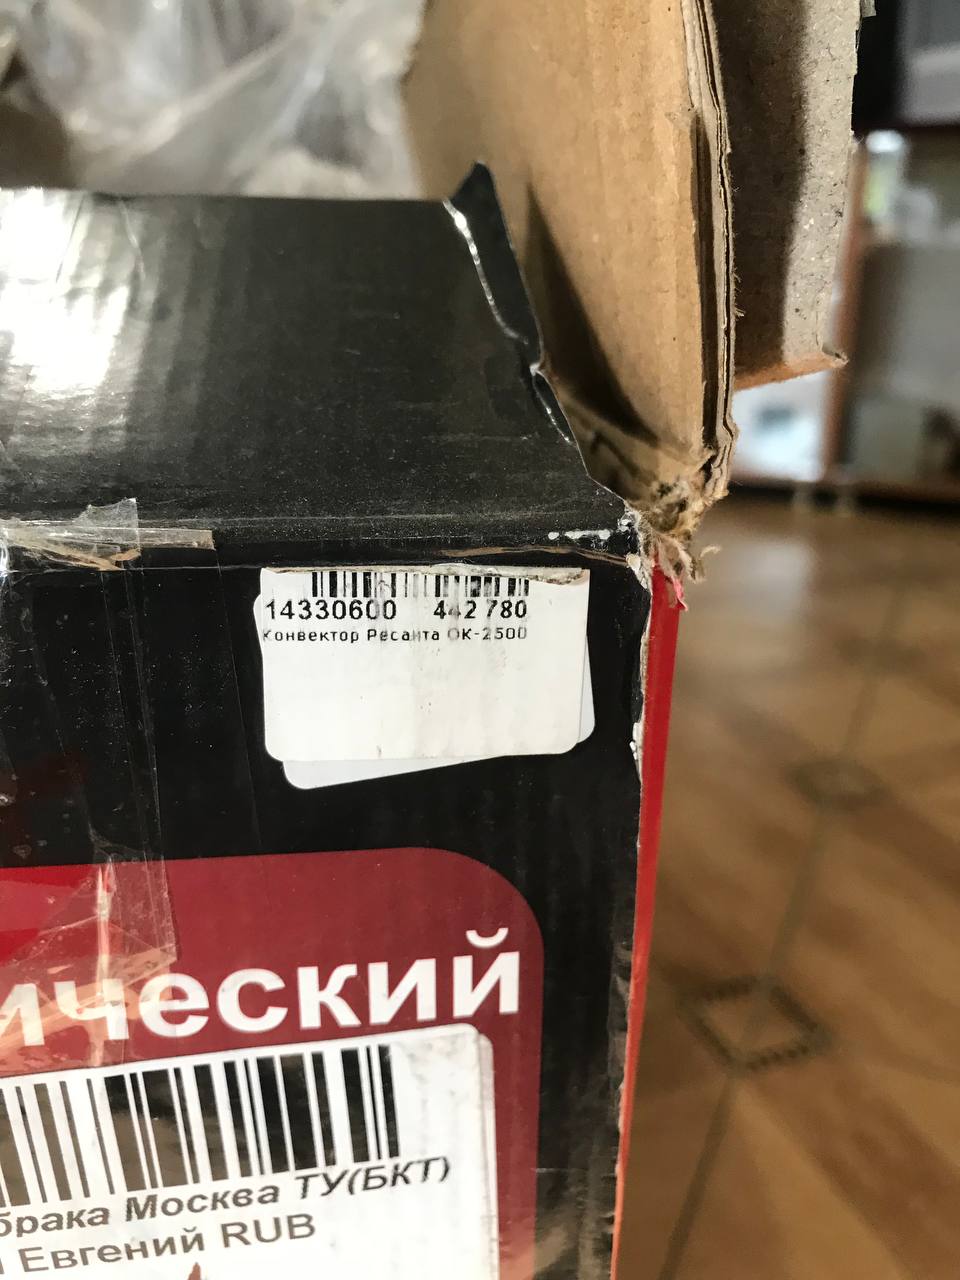 14330600 442 780
Конвектор Ресанта ОК-2500
ический
брака Москва ТУ(БКТ)
Евгений RUB